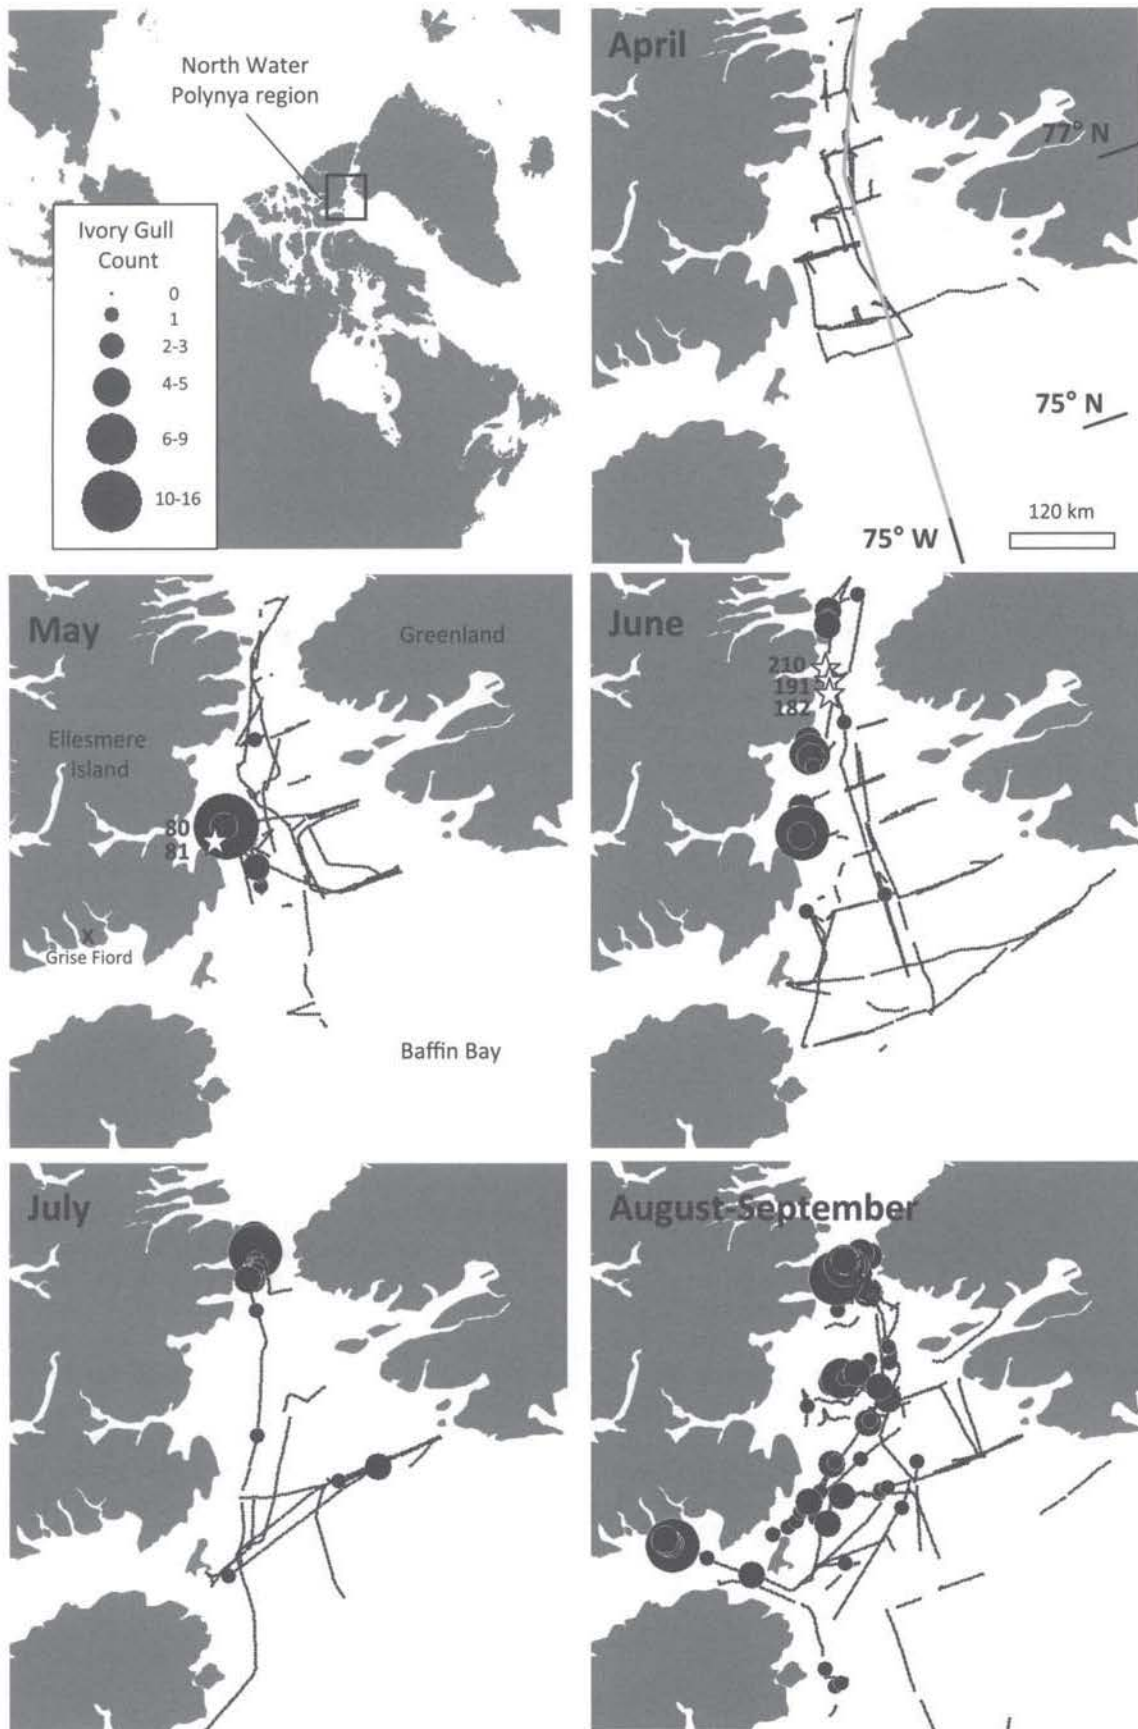 North Water
Polynya region
Ivory Gull
Count
0
1
2-3
4-5
6-9
10-16
April
77° N
75° N
120 km
75° W
May
Greenland
Ellesmere
Island
80
81
X
Grise Fiord
Baffin Bay
June
210
191
182
July
August-September